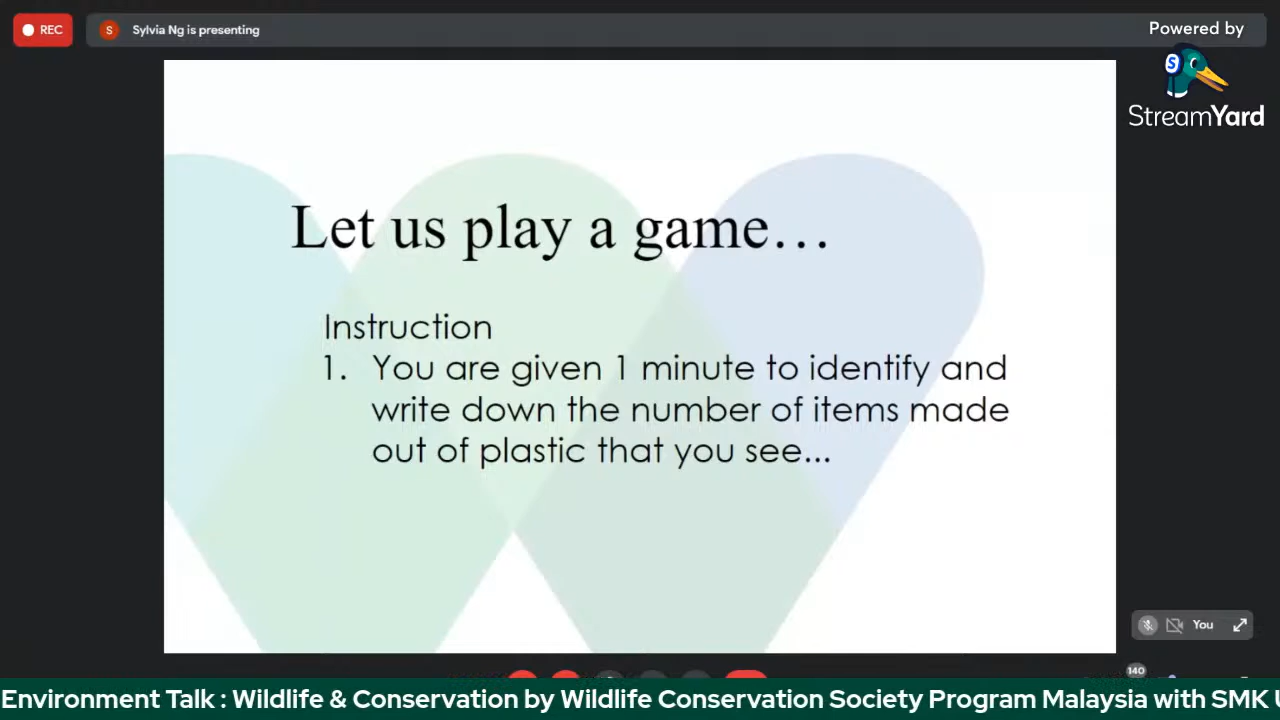 REC
S
Sylvia Ng is presenting
Powered by
S
StreamYard
Let us play a game…
Instruction
1. You are given 1 minute to identify and
write down the number of items made
out of plastic that you see...
You
140
Environment Talk : Wildlife & Conservation by Wildlife Conservation Society Program Malaysia with SMK